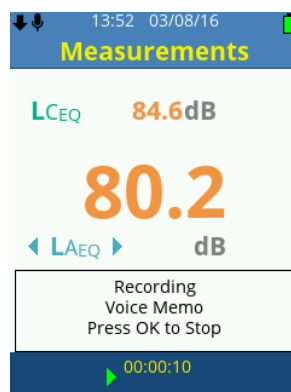 13:52 03/08/16
Measurements
LCEQ 84.6dB
80.2
LAEQ dB
Recording
Voice Memo
Press OK to Stop
00:00:10